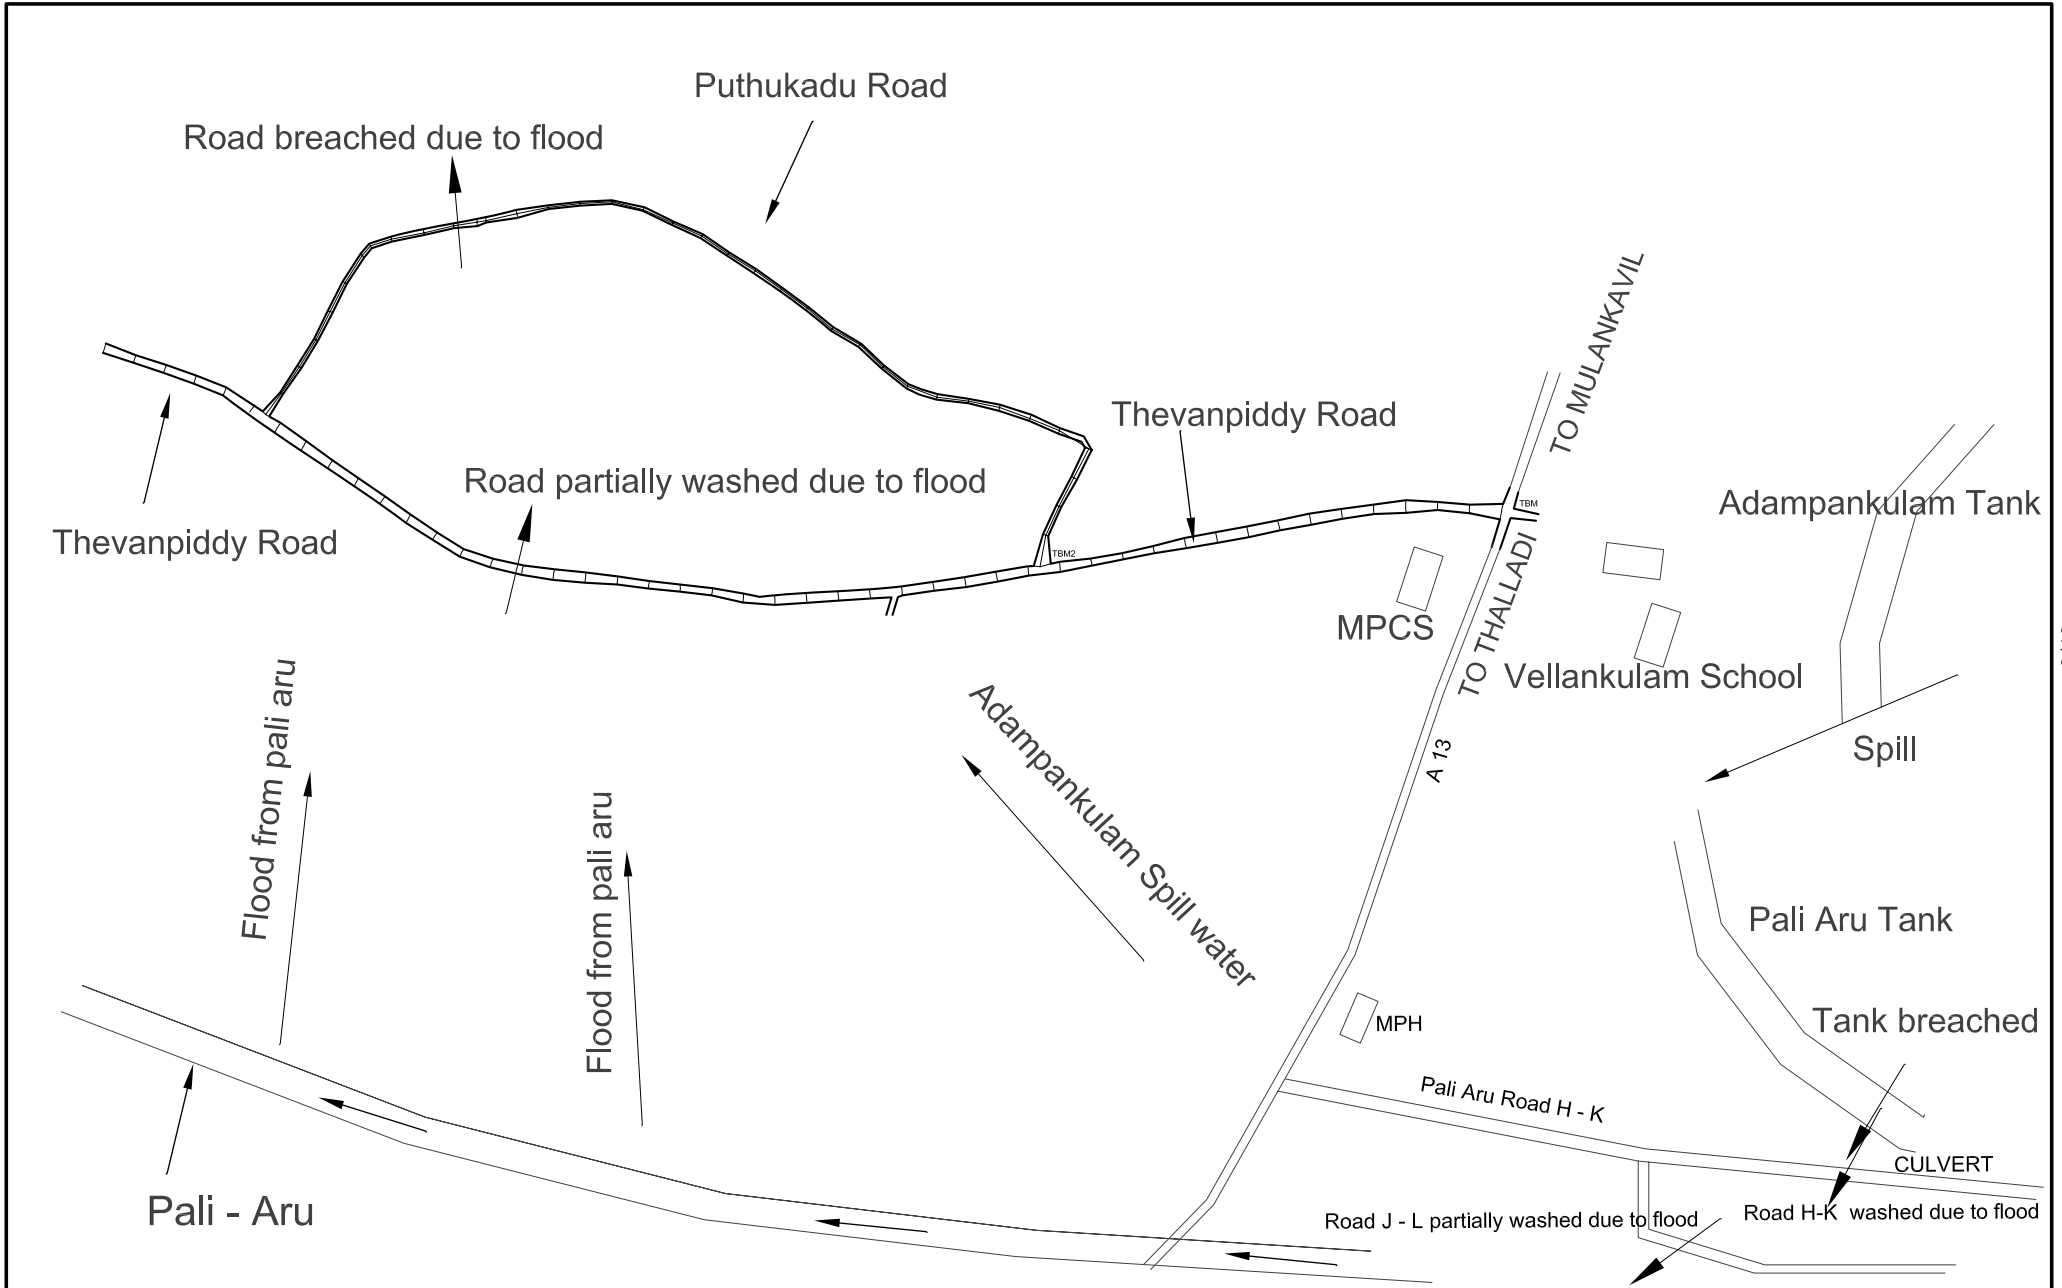 Puthukadu Road
Road breached due to flood
TO MULANKAVIL
Thevanpiddy Road
Road partially washed due to flood
Adampankulam Tank
TBM
Thevanpiddy Road
TBM2
TO THALLADI
MPCS
Vellankulam School
Flood from pali aru
Adampankulam Spill water
A 13
Spill
Flood from pali aru
Pali Aru Tank
MPH
Tank breached
Pali Aru Road H - K
CULVERT
Pali - Aru
Road J - L partially washed due to flood
Road H-K washed due to flood